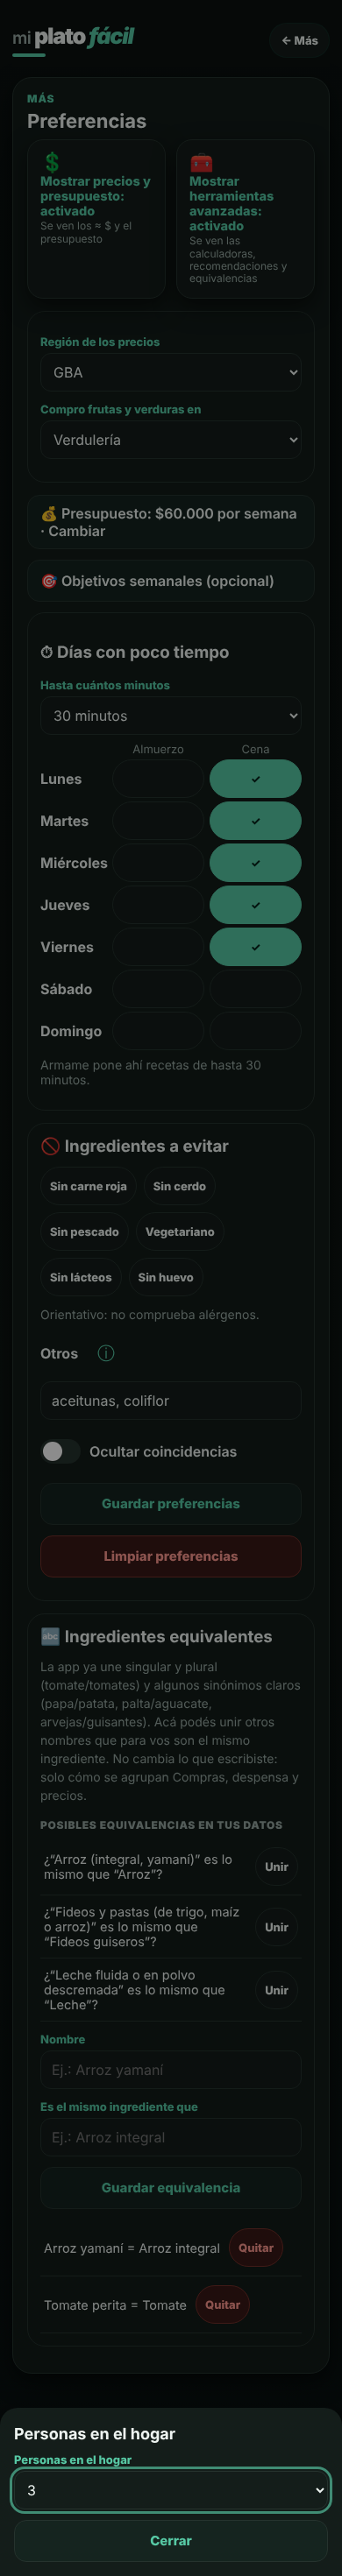 mi plato fácil
← Más
MÁS
Preferencias
Mostrar precios y
presupuesto:
activado
Se ven los ≈ $ y el
presupuesto
Mostrar
herramientas
avanzadas:
activado
Se ven las
calculadoras,
recomendaciones y
equivalencias
Región de los precios
GBA
Compro frutas y verduras en
Verdulería
💰 Presupuesto: $60.000 por semana
· Cambiar
🎯 Objetivos semanales (opcional)
⏱ Días con poco tiempo
Hasta cuántos minutos
30 minutos
Almuerzo Cena
Lunes ✓
Martes ✓
Miércoles ✓
Jueves ✓
Viernes ✓
Sábado
Domingo
Armame pone ahí recetas de hasta 30
minutos.
🚫 Ingredientes a evitar
Sin carne roja Sin cerdo
Sin pescado Vegetariano
Sin lácteos Sin huevo
Orientativo: no comprueba alérgenos.
Otros ⓘ
aceitunas, coliflor
Ocultar coincidencias
Guardar preferencias
Limpiar preferencias
🔤 Ingredientes equivalentes
La app ya une singular y plural
(tomate/tomates) y algunos sinónimos claros
(papa/patata, palta/aguacate,
arvejas/guisantes). Acá podés unir otros
nombres que para vos son el mismo
ingrediente. No cambia lo que escribiste:
solo cómo se agrupan Compras, despensa y
precios.
POSIBLES EQUIVALENCIAS EN TUS DATOS
¿“Arroz (integral, yamaní)” es lo
mismo que “Arroz”?
Unir
¿“Fideos y pastas (de trigo, maíz
o arroz)” es lo mismo que
“Fideos guiseros”?
Unir
¿“Leche fluida o en polvo
descremada” es lo mismo que
“Leche”?
Unir
Nombre
Ej.: Arroz yamaní
Es el mismo ingrediente que
Ej.: Arroz integral
Guardar equivalencia
Arroz yamaní = Arroz integral Quitar
Tomate perita = Tomate Quitar
Personas en el hogar
Personas en el hogar
3
Cerrar